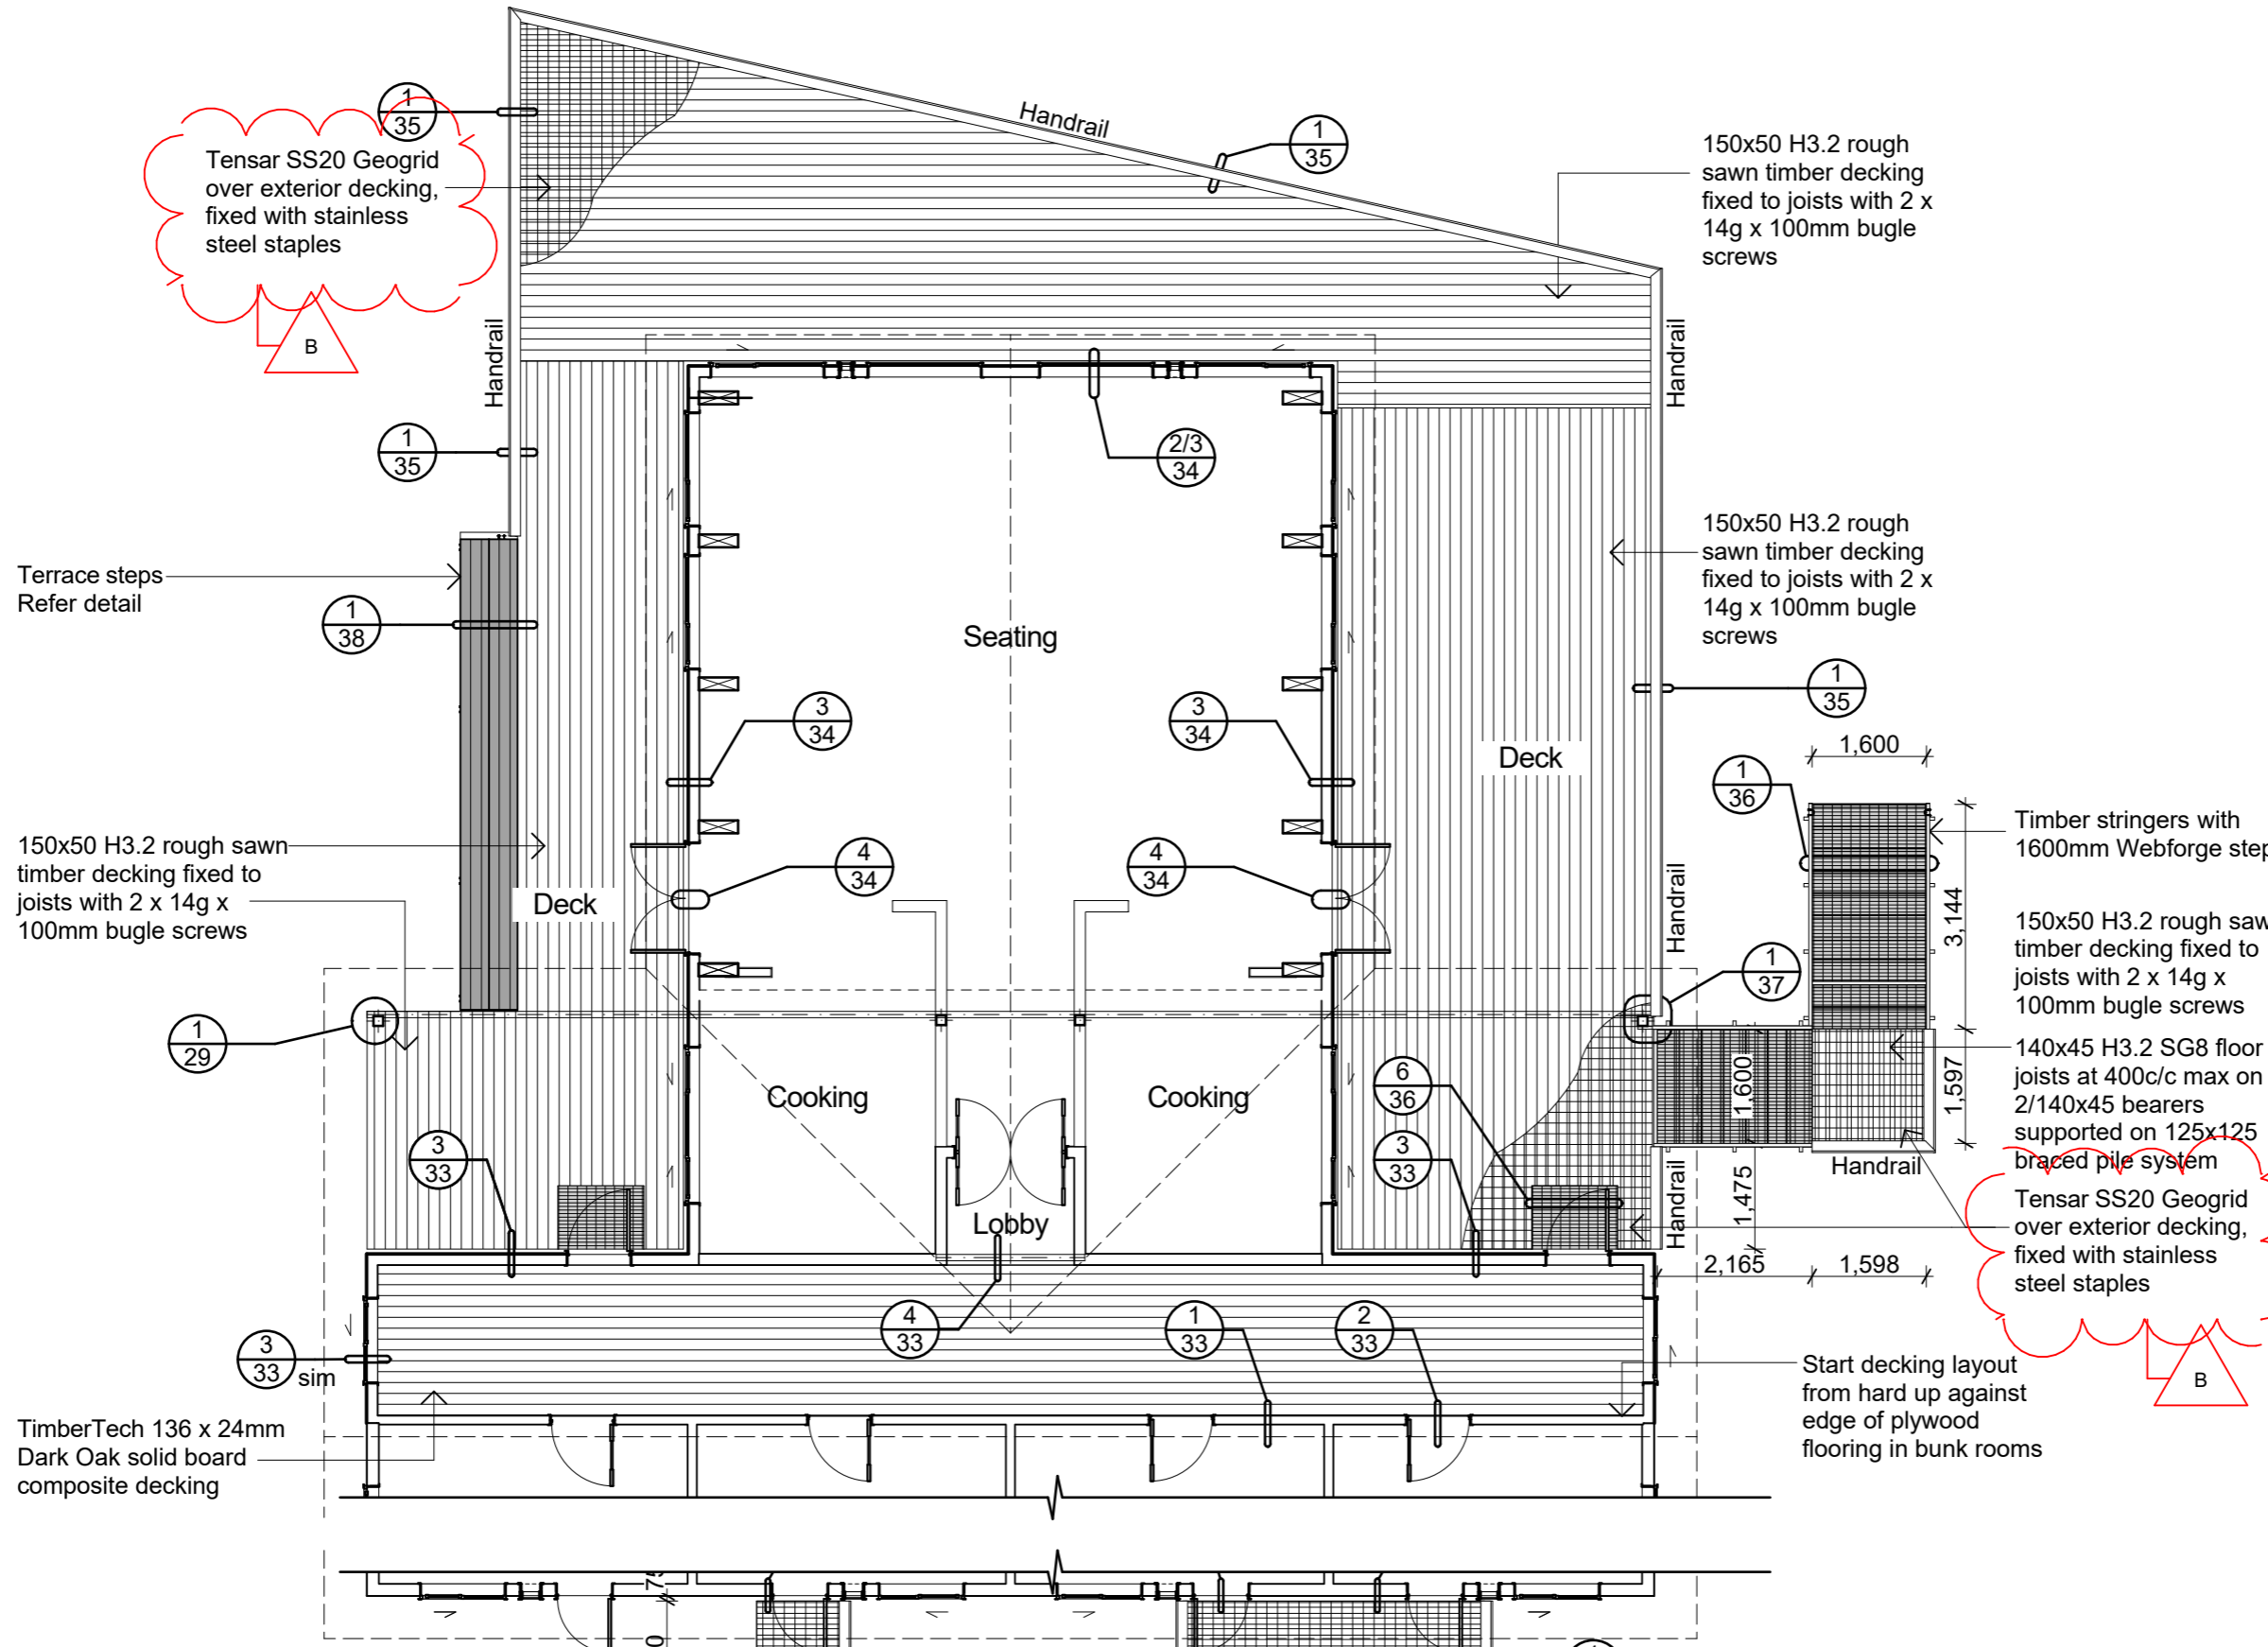 1
35
Tensar SS20 Geogrid
over exterior decking,
fixed with stainless
steel staples
B
Handrail
1
35
150x50 H3.2 rough
sawn timber decking
fixed to joists with 2 x
14g x 100mm bugle
screws
Handrail
Handrail
1
35
2/3
34
150x50 H3.2 rough
sawn timber decking
fixed to joists with 2 x
14g x 100mm bugle
screws
Terrace steps
Refer detail
1
38
Seating
3
34
3
34
1
35
Deck
1,600
1
36
Timber stringers with
1600mm Webforge step
3,144
150x50 H3.2 rough sawn
timber decking fixed to
joists with 2 x 14g x
100mm bugle screws
Deck
4
34
4
34
Handrail
1
37
150x50 H3.2 rough saw
timber decking fixed to
joists with 2 x 14g x
100mm bugle screws
1
29
Cooking
Cooking
6
36
3
33
3
33
1,600
1,597
140x45 H3.2 SG8 floor
joists at 400c/c max on
2/140x45 bearers
supported on 125x125
braced pile system
Handrail
Handrail
1,475
Lobby
2,165
1,598
Tensar SS20 Geogrid
over exterior decking,
fixed with stainless
steel staples
B
4
33
1
33
2
33
3
33
sim
Start decking layout
from hard up against
edge of plywood
flooring in bunk rooms
TimberTech 136 x 24mm
Dark Oak solid board
composite decking